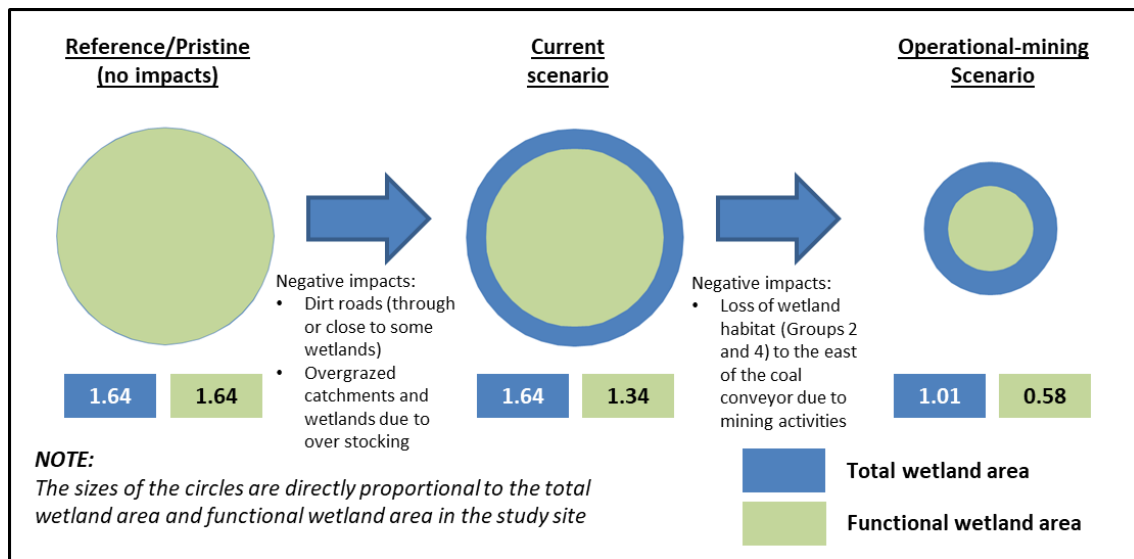 Reference/Pristine
(no impacts)
Current
scenario
Operational-mining
Scenario
Negative impacts:
• Dirt roads (through
or close to some
wetlands)
• Overgrazed
catchments and
wetlands due to
over stocking
Negative impacts:
• Loss of wetland
habitat (Groups 2
and 4) to the east
of the coal
conveyor due to
mining activities
1.64 1.64
1.64 1.34
1.01 0.58
NOTE:
The sizes of the circles are directly proportional to the total
wetland area and functional wetland area in the study site
Total wetland area
Functional wetland area